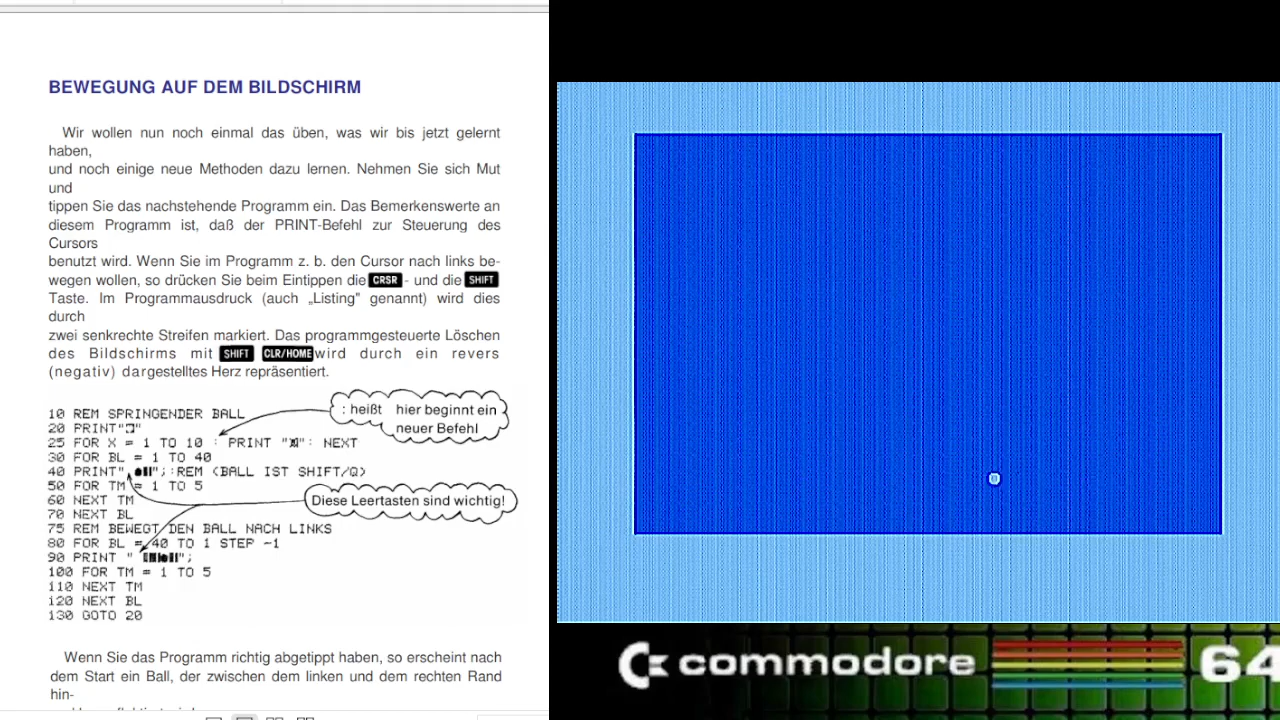 BEWEGUNG AUF DEM BILDSCHIRM
Wir wollen nun noch einmal das üben, was wir bis jetzt gelernt
haben,
und noch einige neue Methoden dazu lernen. Nehmen Sie sich Mut
und
tippen Sie das nachstehende Programm ein. Das Bemerkenswerte an
diesem Programm ist, daß der PRINT-Befehl zur Steuerung des
Cursors
benutzt wird. Wenn Sie im Programm z. b. den Cursor nach links be-
wegen wollen, so drücken Sie beim Eintippen die CRSR - und die SHIFT
Taste. Im Programmausdruck (auch „Listing" genannt) wird dies
durch
zwei senkrechte Streifen markiert. Das programmgesteuerte Löschen
des Bildschirms mit SHIFT CLR/HOME wird durch ein revers
(negativ) dargestelltes Herz repräsentiert.
: heißt hier beginnt ein
neuer Befehl
10 REM SPRINGENDER BALL
20 PRINT" "
25 FOR X = 1 TO 10 : PRINT " ": NEXT
30 FOR BL = 1 TO 40
40 PRINT" ●";:REM (BALL IST SHIFT/Q)
50 FOR TM = 1 TO 5
Diese Leertasten sind wichtig!
60 NEXT TM
70 NEXT BL
75 REM BEWEGT DEN BALL NACH LINKS
80 FOR BL = 40 TO 1 STEP -1
90 PRINT " ";
100 FOR TM = 1 TO 5
110 NEXT TM
120 NEXT BL
130 GOTO 20
Wenn Sie das Programm richtig abgetippt haben, so erscheint nach
dem Start ein Ball, der zwischen dem linken und dem rechten Rand
hin-
commodore 64